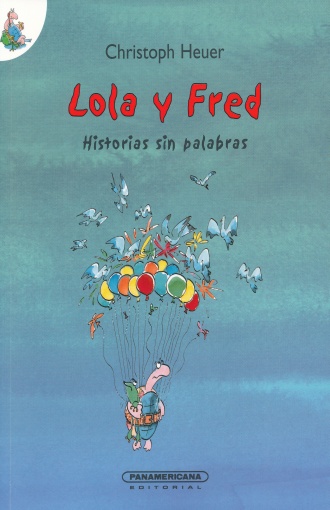 Christoph Heuer
Lola y Fred
Historias sin palabras
PANAMERICANA
EDITORIAL